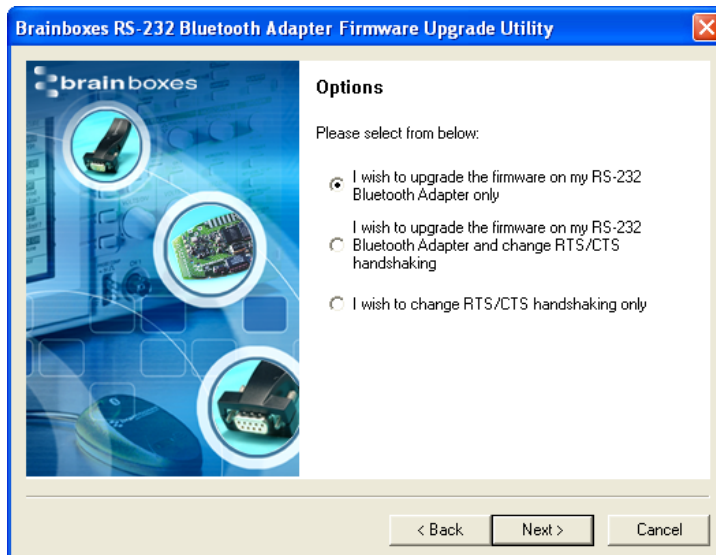 Brainboxes RS-232 Bluetooth Adapter Firmware Upgrade Utility
brainboxes
Options
Please select from below:
I wish to upgrade the firmware on my RS-232
Bluetooth Adapter only
I wish to upgrade the firmware on my RS-232
Bluetooth Adapter and change RTS/CTS
handshaking
I wish to change RTS/CTS handshaking only
< Back
Next >
Cancel